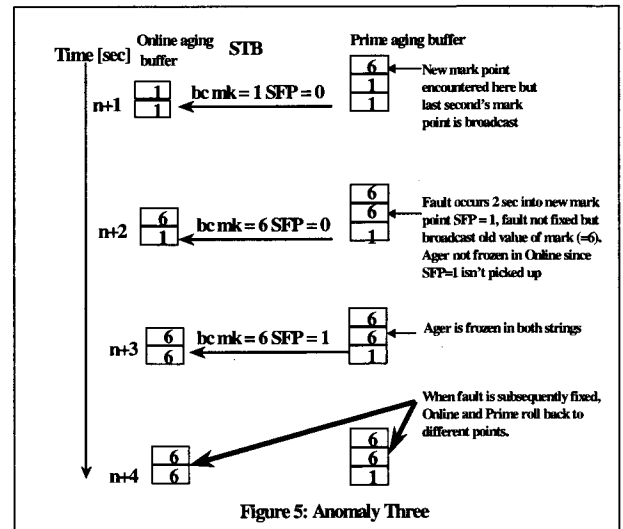 Time [sec]
Online aging buffer
STB
Prime aging buffer
n+1
1
1
bc mk = 1 SFP = 0
6
1
1
New mark point
encountered here but
last second's mark
point is broadcast
n+2
6
1
bc mk = 6 SFP = 0
6
6
1
Fault occurs 2 sec into new mark
point SFP = 1, fault not fixed but
broadcast old value of mark (=6).
Ager not frozen in Online since
SFP=1 isn't picked up
n+3
6
6
bc mk = 6 SFP = 1
6
6
1
Ager is frozen in both strings
When fault is subsequently fixed,
Online and Prime roll back to
different points.
n+4
6
6
6
6
1
Figure 5: Anomaly Three